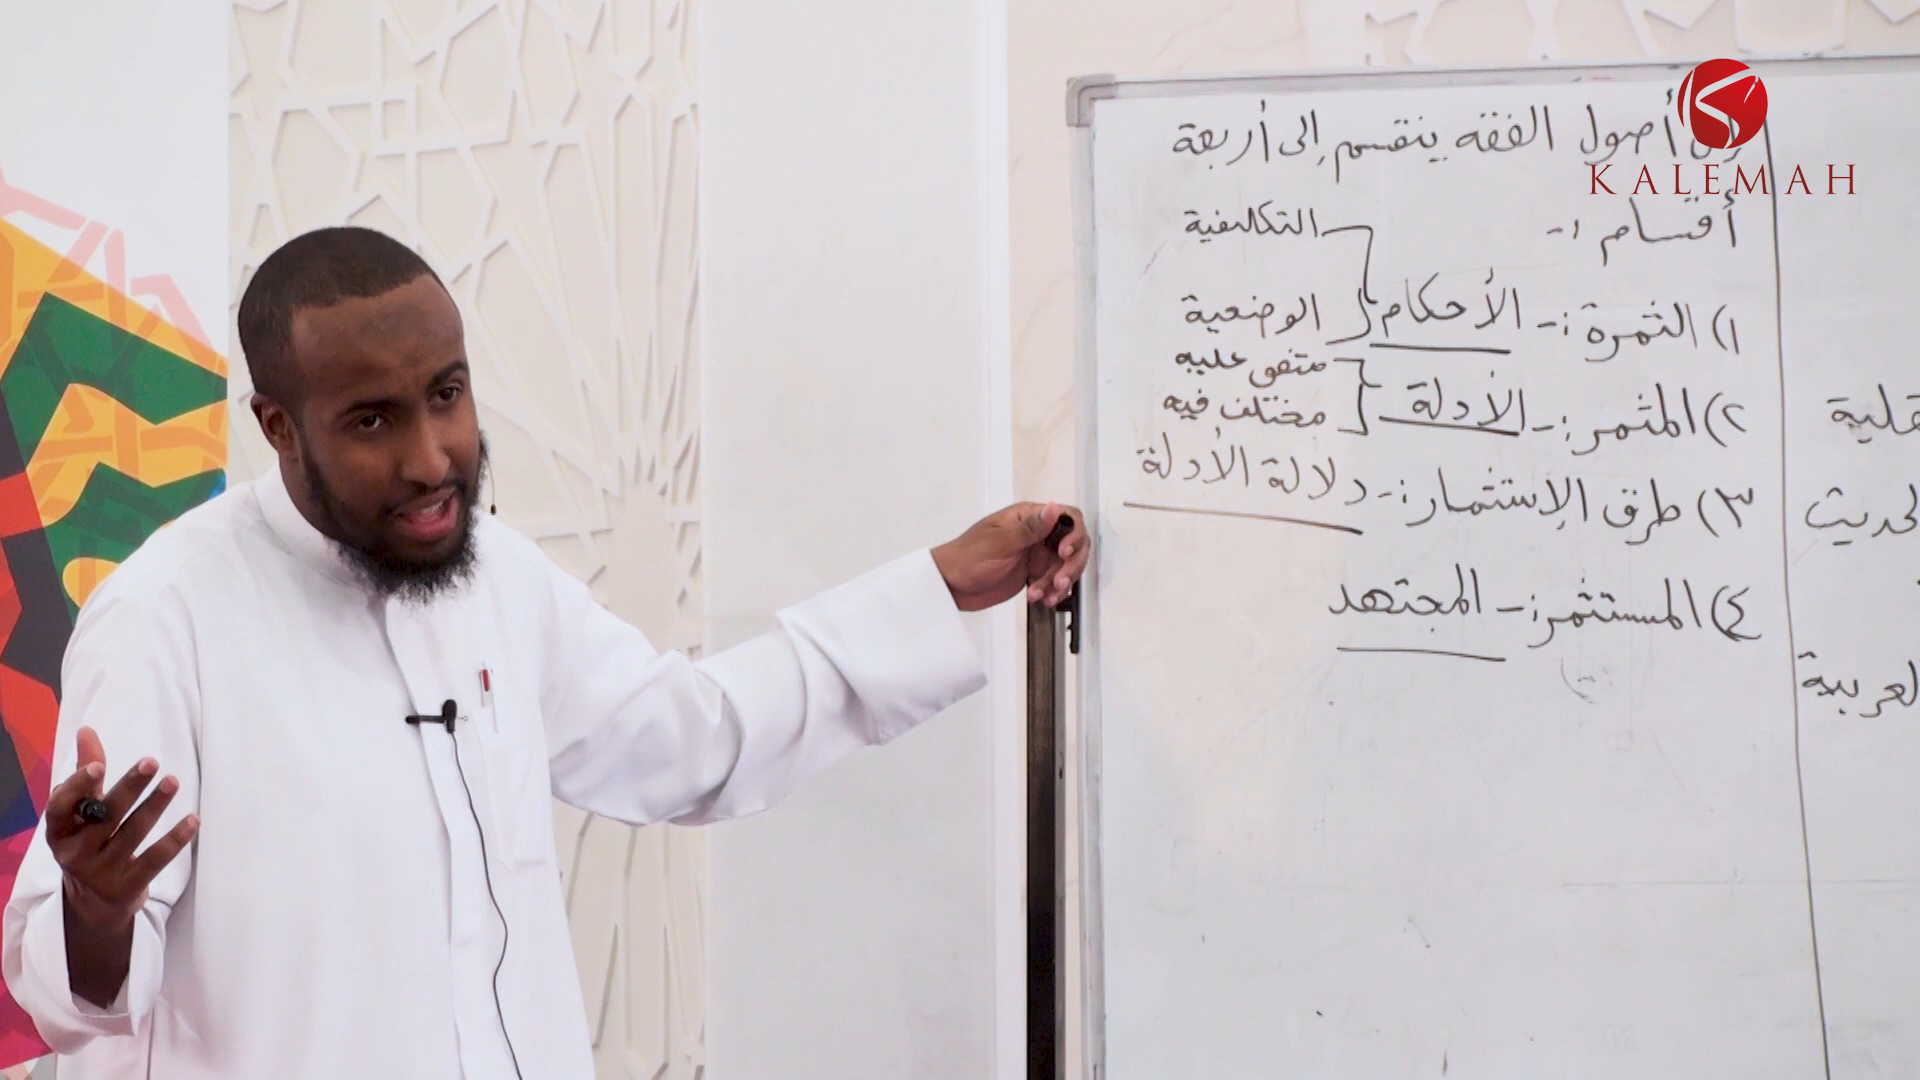 KALEMAH
أصول الفقه ينقسم إلى أربعة
أقسام :-
التكليفية
١) الثمرة :- الأحكام
الوضعية
متفق عليه
٢) المثمر :- الأدلة
مختلف فيه
٣) طرق الإستثمار :- دلالة الأدلة
٤) المستثمر :- المجتهد